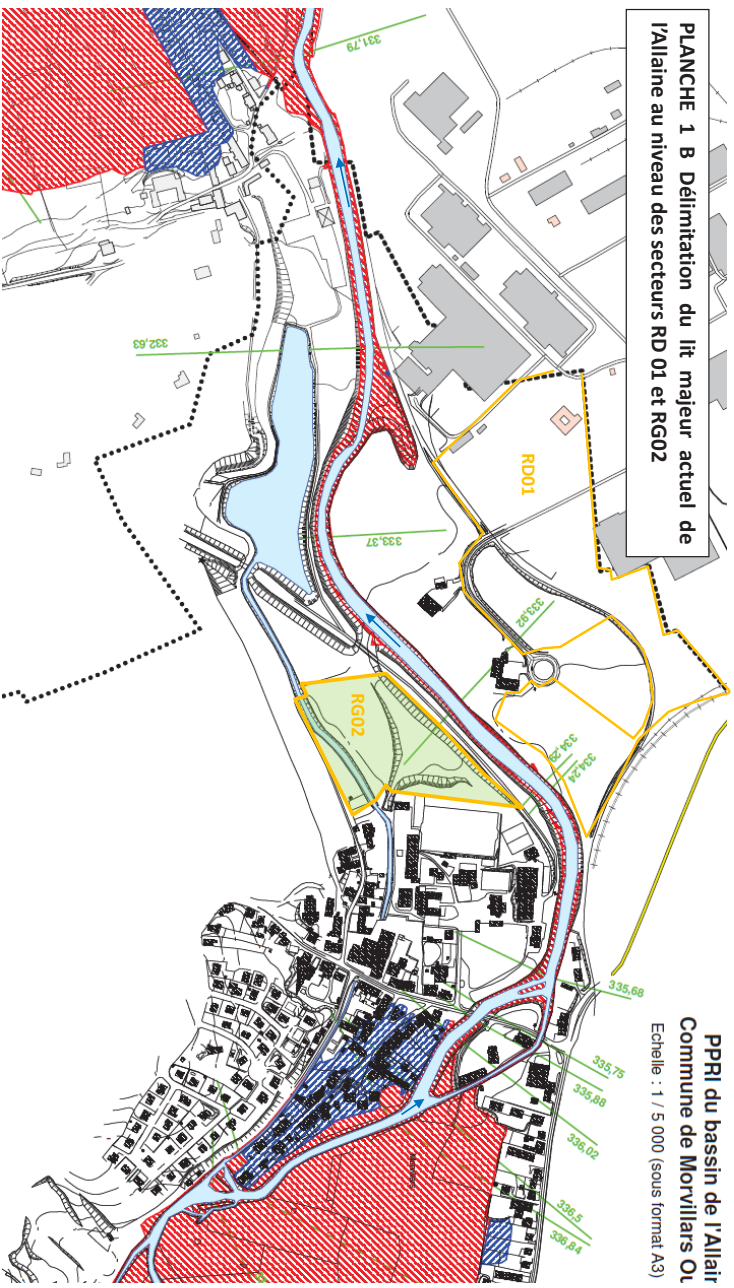 PLANCHE 1 B Délimitation du lit majeur actuel de
l'Allaine au niveau des secteurs RD 01 et RG02
PPRI du bassin de l'Allai
Commune de Morvillars Ou
Echelle : 1 / 5 000 (sous format A3)
331,79
332,63
333,37
333,92
334,29
334,24
335,68
335,75
335,88
336,02
336,5
336,84
RD01
RG02